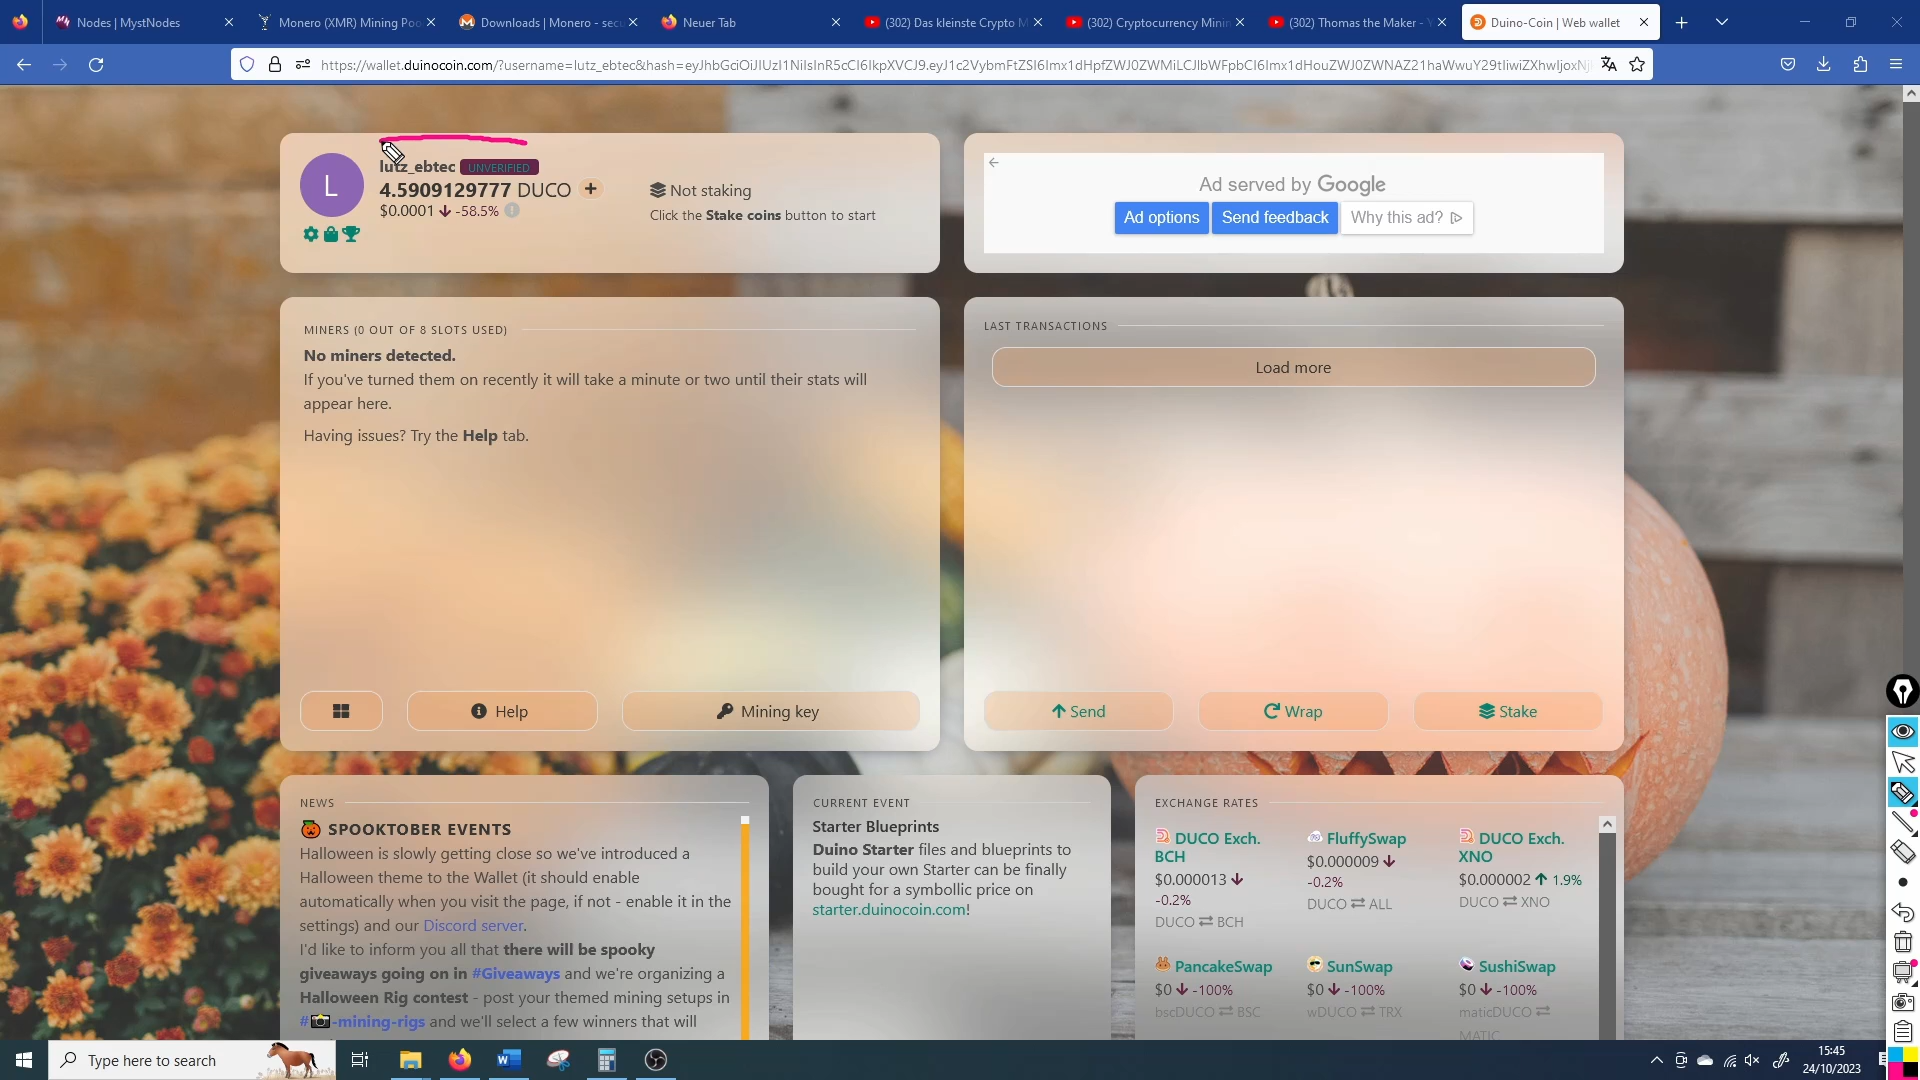 Nodes | MystNodes
Monero (XMR) Mining Poo
Downloads | Monero - secu
Neuer Tab
(302) Das kleinste Crypto M
(302) Cryptocurrency Minin
(302) Thomas the Maker - Y
Duino-Coin | Web wallet
lutz_ebtec UNVERIFIED
4.5909129777 DUCO
$0.0001 -58.5%
L
Not staking
Click the Stake coins button to start
Ad served by Google
Ad options Send feedback Why this ad?
MINERS (0 OUT OF 8 SLOTS USED)
No miners detected.
If you've turned them on recently it will take a minute or two until their stats will
appear here.
Having issues? Try the Help tab.
Help
Mining key
LAST TRANSACTIONS
Load more
Send
Wrap
Stake
NEWS
🎃 SPOOKTOBER EVENTS
Halloween is slowly getting close so we've introduced a
Halloween theme to the Wallet (it should enable
automatically when you visit the page, if not - enable it in the
settings) and our Discord server.
I'd like to inform you all that there will be spooky
giveaways going on in #Giveaways and we're organizing a
Halloween Rig contest - post your themed mining setups in
#📸-mining-rigs and we'll select a few winners that will
CURRENT EVENT
Starter Blueprints
Duino Starter files and blueprints to
build your own Starter can be finally
bought for a symbollic price on
starter.duinocoin.com!
EXCHANGE RATES
DUCO Exch.
BCH
$0.000013
-0.2%
DUCO ⇄ BCH
FluffySwap
$0.000009
-0.2%
DUCO ⇄ ALL
DUCO Exch.
XNO
$0.000002 1.9%
DUCO ⇄ XNO
PancakeSwap
$0 -100%
bscDUCO ⇄ BSC
SunSwap
$0 -100%
wDUCO ⇄ TRX
SushiSwap
$0 -100%
maticDUCO ⇄
MATIC
Type here to search
15:45
24/10/2023